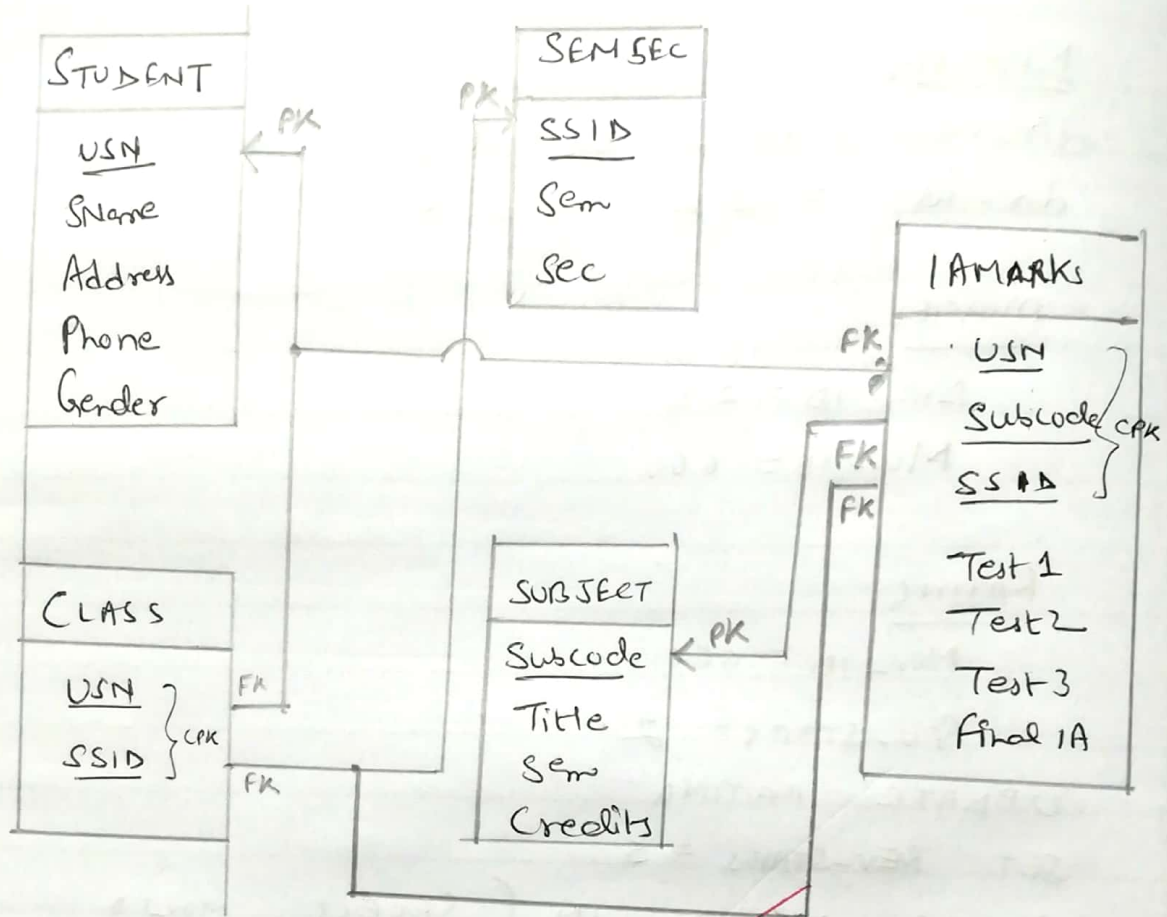 STUDENT
USN
SName
Address
Phone
Gender
PK
SEMSEC
SSID
Sem
Sec
PK
IAMARKS
USN
Subcode
SSID
CPK
Test 1
Test 2
Test 3
Final IA
FK
FK
FK
CLASS
USN
SSID
CPK
FK
FK
SUBJECT
Subcode
Title
Sem
Credits
PK